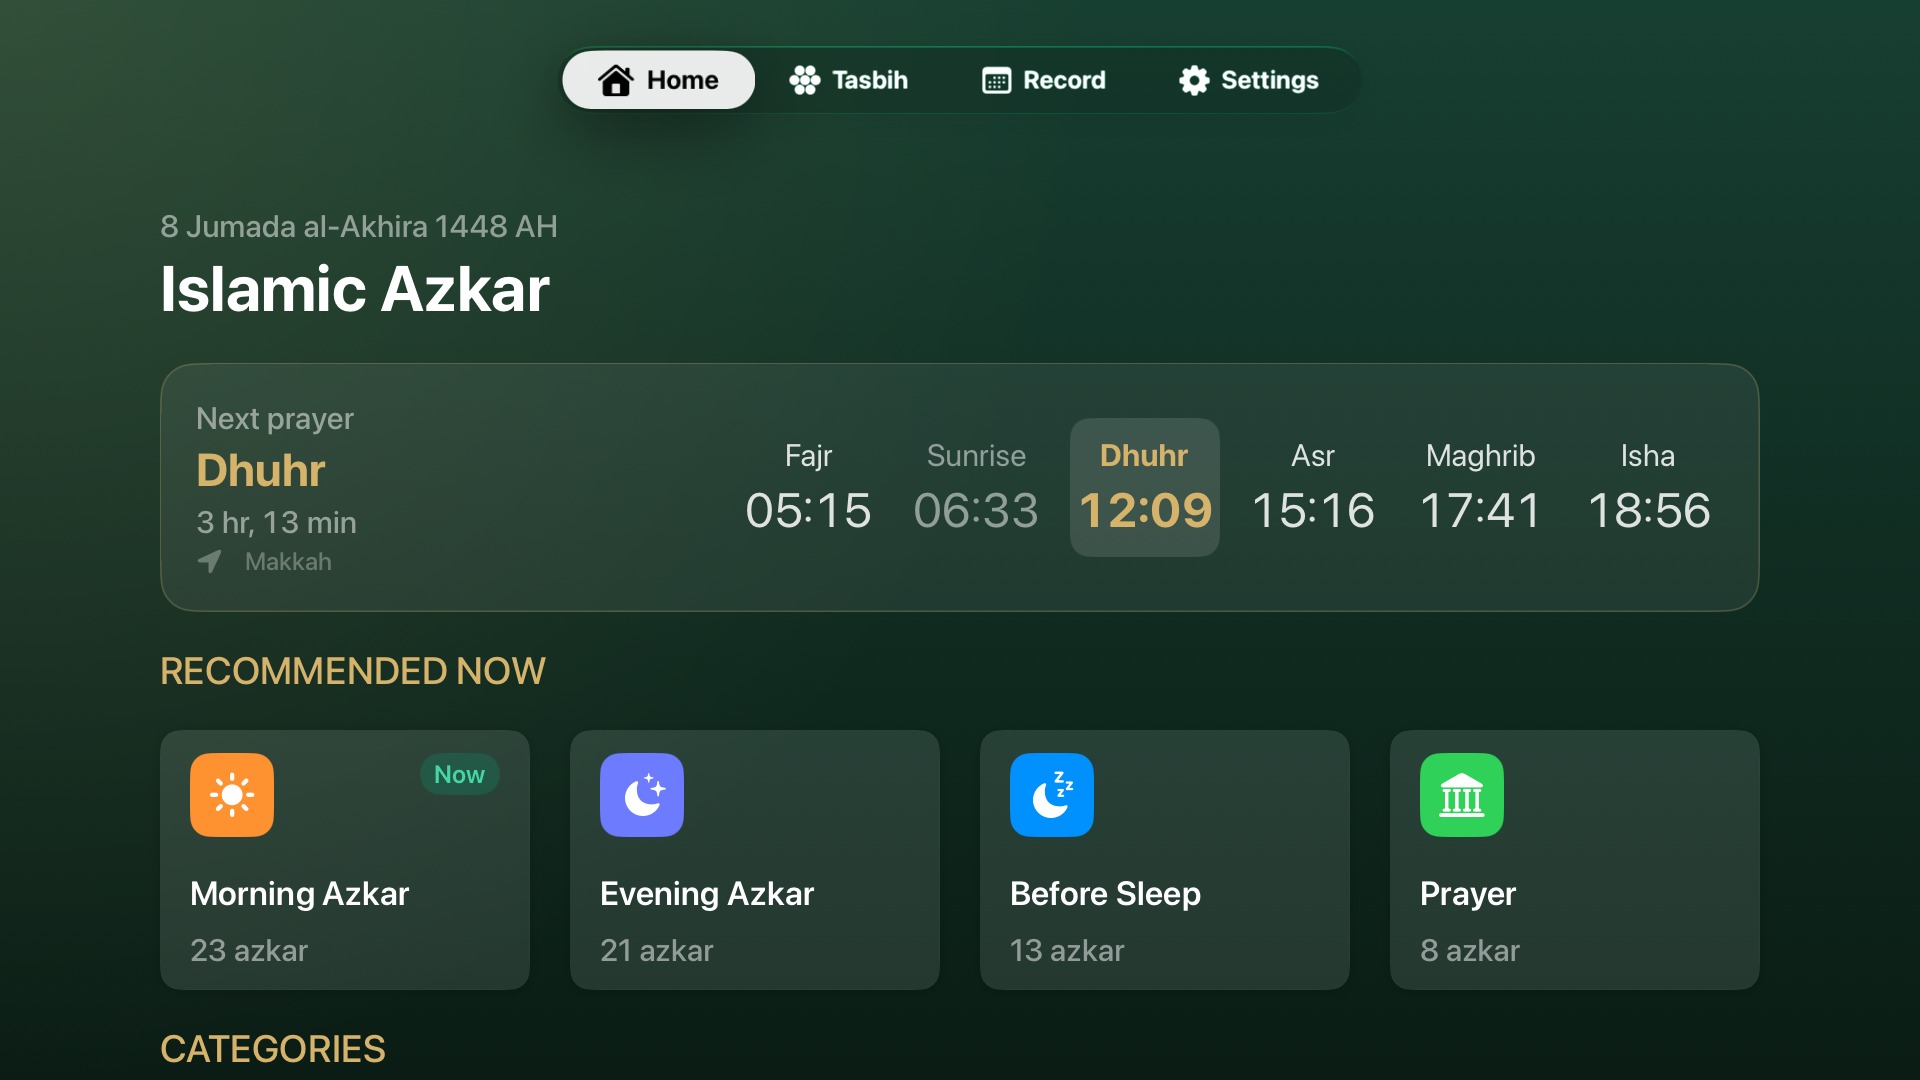 Home
Tasbih
Record
Settings
8 Jumada al-Akhira 1448 AH
Islamic Azkar
Next prayer
Dhuhr
3 hr, 13 min
Makkah
Fajr
05:15
Sunrise
06:33
Dhuhr
12:09
Asr
15:16
Maghrib
17:41
Isha
18:56
RECOMMENDED NOW
Now
Morning Azkar
23 azkar
Evening Azkar
21 azkar
Before Sleep
13 azkar
Prayer
8 azkar
CATEGORIES